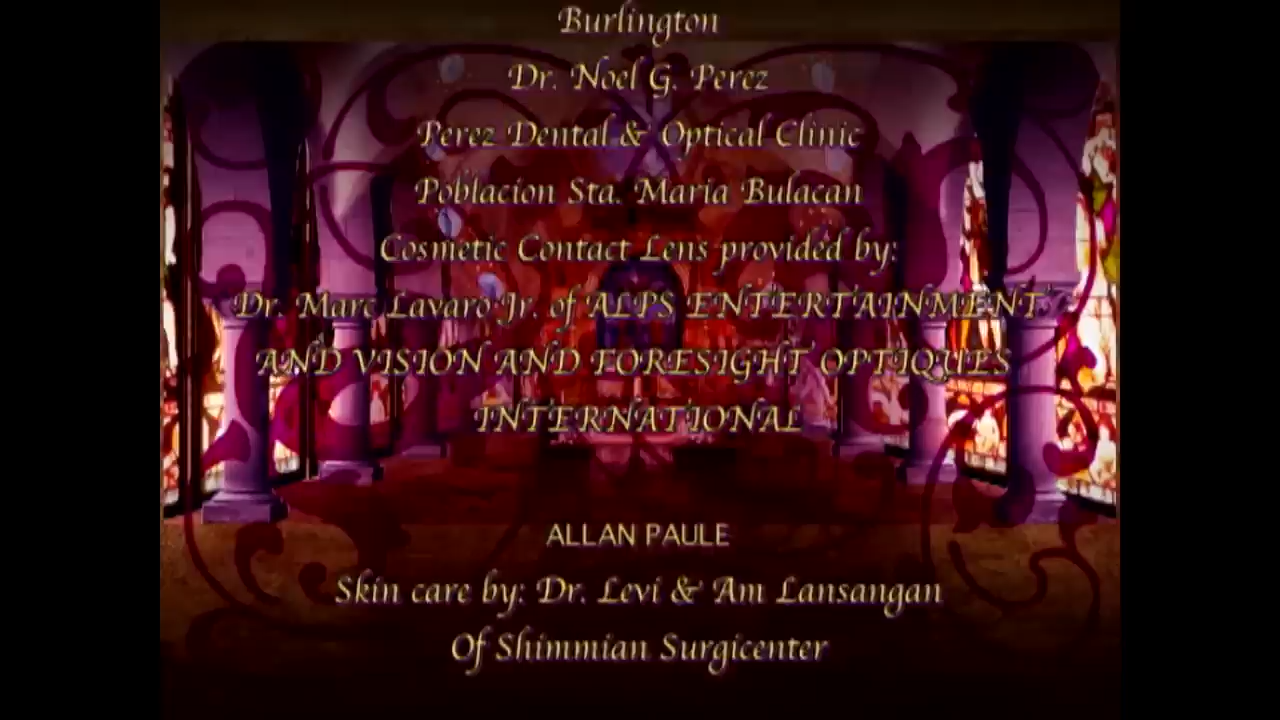 Burlington
Dr. Noel G. Perez
Perez Dental & Optical Clinic
Poblacion Sta. Maria Bulacan
Cosmetic Contact Lens provided by:
Dr. Marc Lavaro Jr. of ALPS ENTERTAINMENT
AND VISION AND FORESIGHT OPTIQUES
INTERNATIONAL
ALLAN PAULE
Skin care by: Dr. Levi & Am Lansangan
Of Shimmian Surgicenter